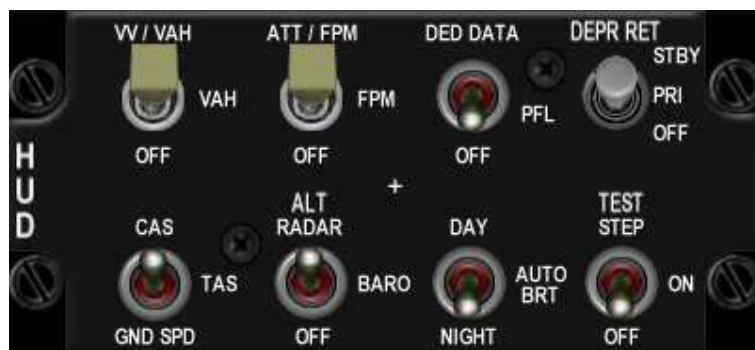 VV / VAH
ATT / FPM
DED DATA
DEPR RET
STBY
VAH
FPM
PFL
PRI
OFF
OFF
OFF
OFF
HUD
CAS
ALT
RADAR
DAY
TEST
STEP
TAS
BARO
AUTO
BRT
ON
GND SPD
OFF
NIGHT
OFF